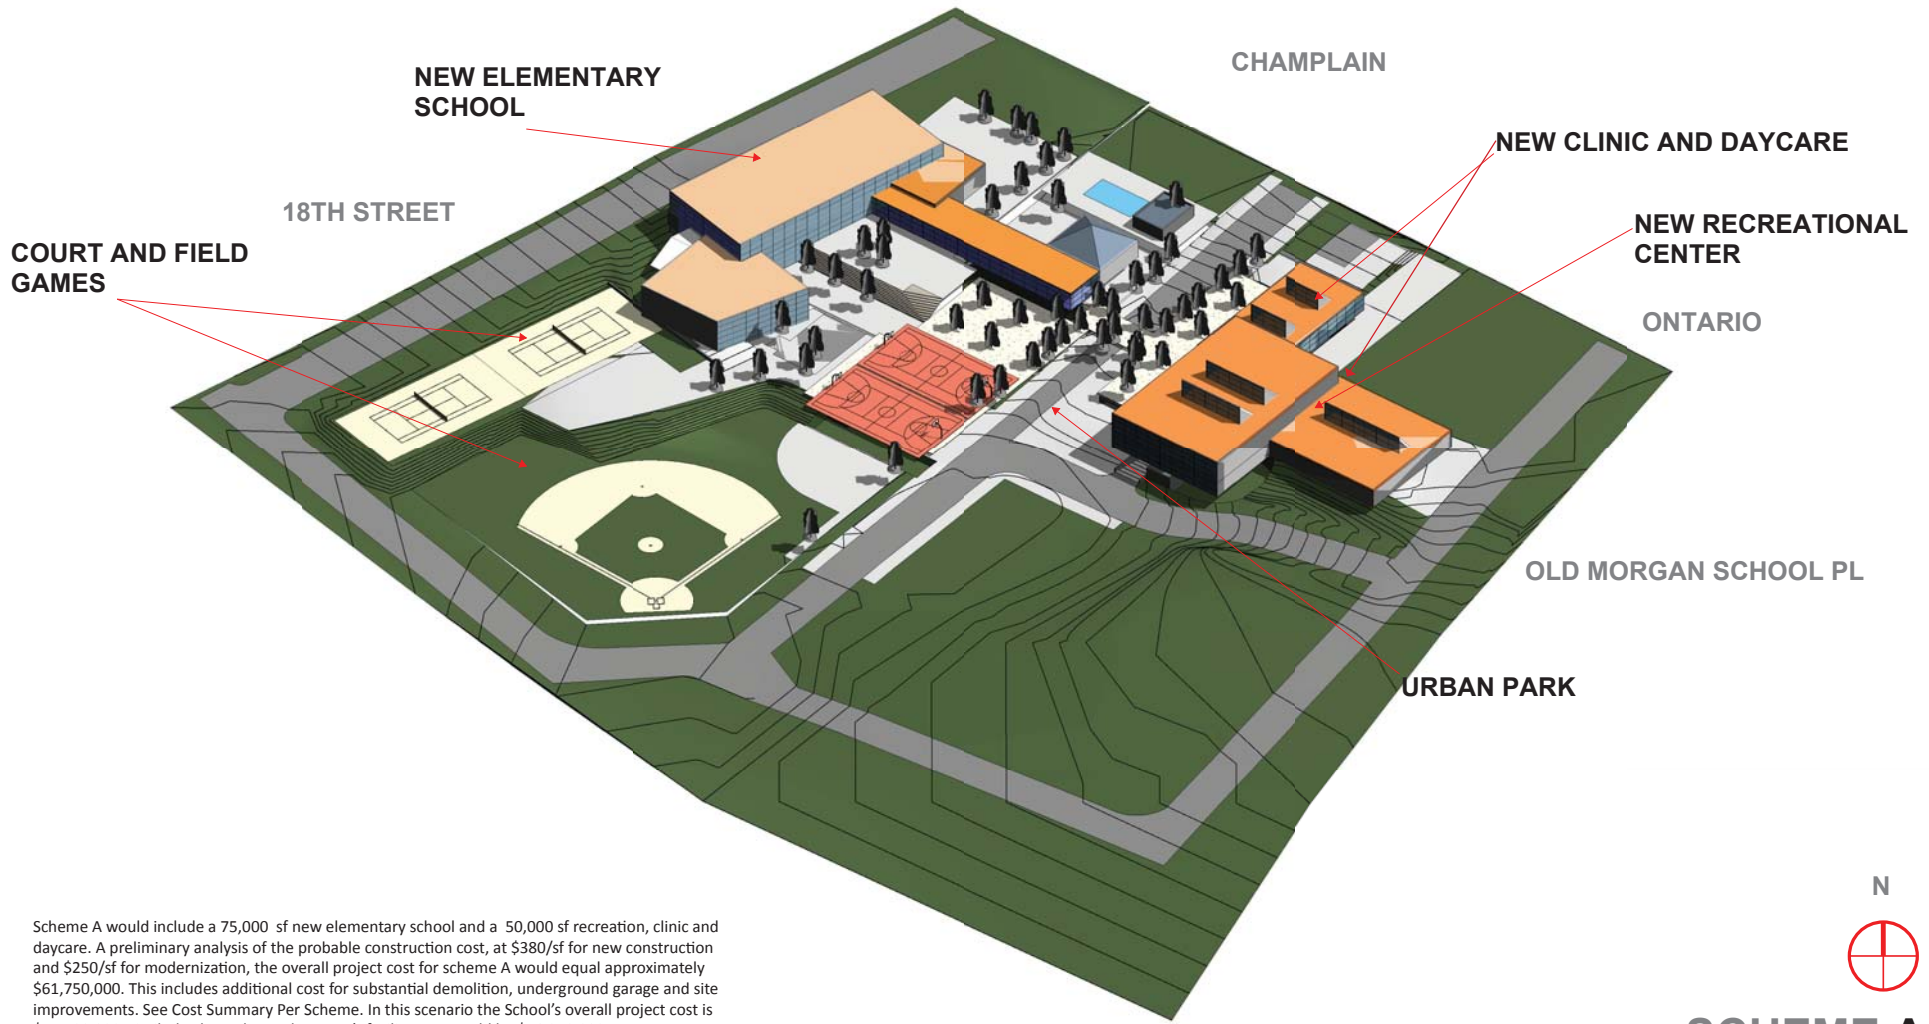 CHAMPLAIN
NEW ELEMENTARY
SCHOOL
NEW CLINIC AND DAYCARE
18TH STREET
NEW RECREATIONAL
CENTER
COURT AND FIELD
GAMES
ONTARIO
OLD MORGAN SCHOOL PL
URBAN PARK
N
Scheme A would include a 75,000 sf new elementary school and a 50,000 sf recreation, clinic and
daycare. A preliminary analysis of the probable construction cost, at $380/sf for new construction
and $250/sf for modernization, the overall project cost for scheme A would equal approximately
$61,750,000. This includes additional cost for substantial demolition, underground garage and site
improvements. See Cost Summary Per Scheme. In this scenario the School's overall project cost is
SCHEME A